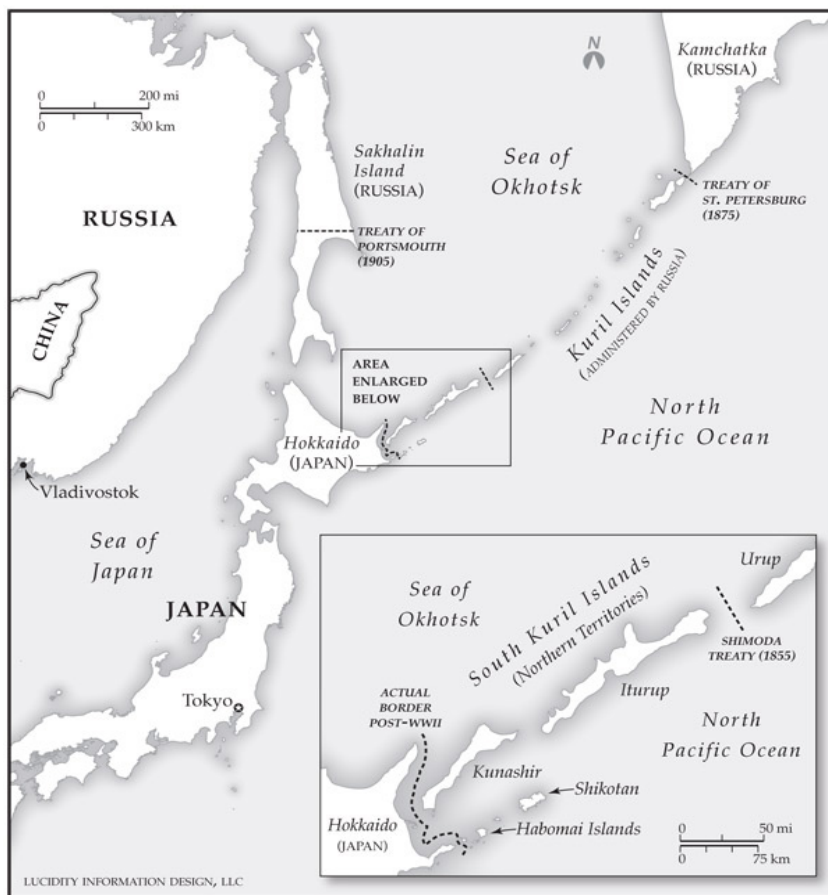 N
Kamchatka
(RUSSIA)
0 200 mi
0 300 km
Sakhalin
Island
(RUSSIA)
Sea of
Okhotsk
TREATY OF
ST. PETERSBURG
(1875)
RUSSIA
TREATY OF
PORTSMOUTH
(1905)
CHINA
Kuril Islands
(ADMINISTERED BY RUSSIA)
AREA
ENLARGED
BELOW
North
Pacific Ocean
Hokkaido
(JAPAN)
Vladivostok
Sea of
Japan
JAPAN
Tokyo
Sea of
Okhotsk
South Kuril Islands
(Northern Territories)
Urup
SHIMODA
TREATY (1855)
Iturup
ACTUAL
BORDER
POST–WWII
North
Pacific Ocean
Kunashir
Shikotan
Habomai Islands
Hokkaido
(JAPAN)
0 50 mi
0 75 km
LUCIDITY INFORMATION DESIGN, LLC